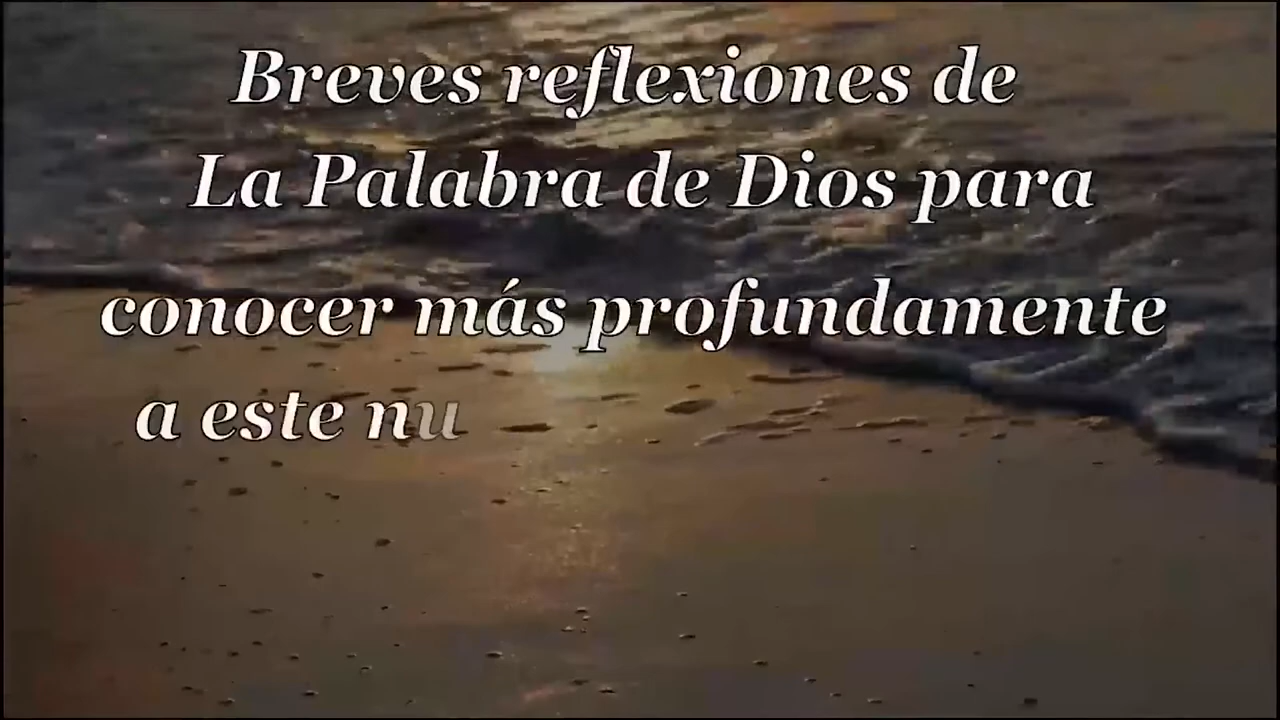 Breves reflexiones de
La Palabra de Dios para
conocer más profundamente
a este nu